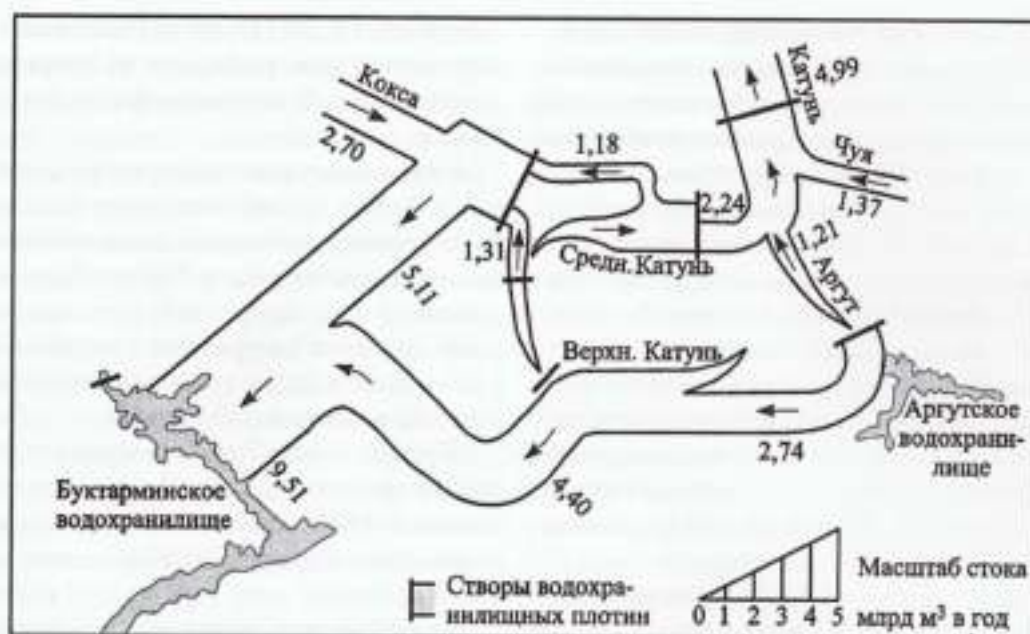 Кокса
2,70
1,18
Катунь
4,99
Чуя
1,37
2,24
1,21
Аргут
1,31
Средн. Катунь
5,11
Верхн. Катунь
Аргутское
водохрани-
лище
2,74
4,40
9,51
Буктарминское
водохранилище
Створы водохра-
нилищных плотин
Масштаб стока
0 1 2 3 4 5 млрд м³ в год